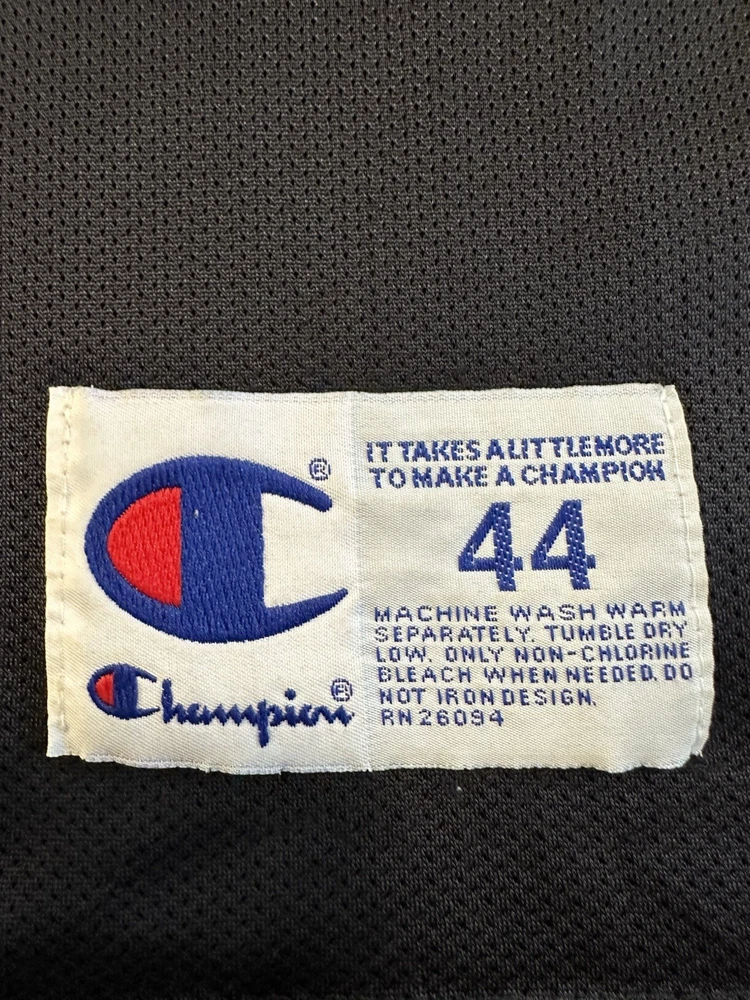 ®
Champion®
IT TAKES A LITTLE MORE
TO MAKE A CHAMPION
44
MACHINE WASH WARM
SEPARATELY. TUMBLE DRY
LOW. ONLY NON-CHLORINE
BLEACH WHEN NEEDED. DO
NOT IRON DESIGN.
RN 26094